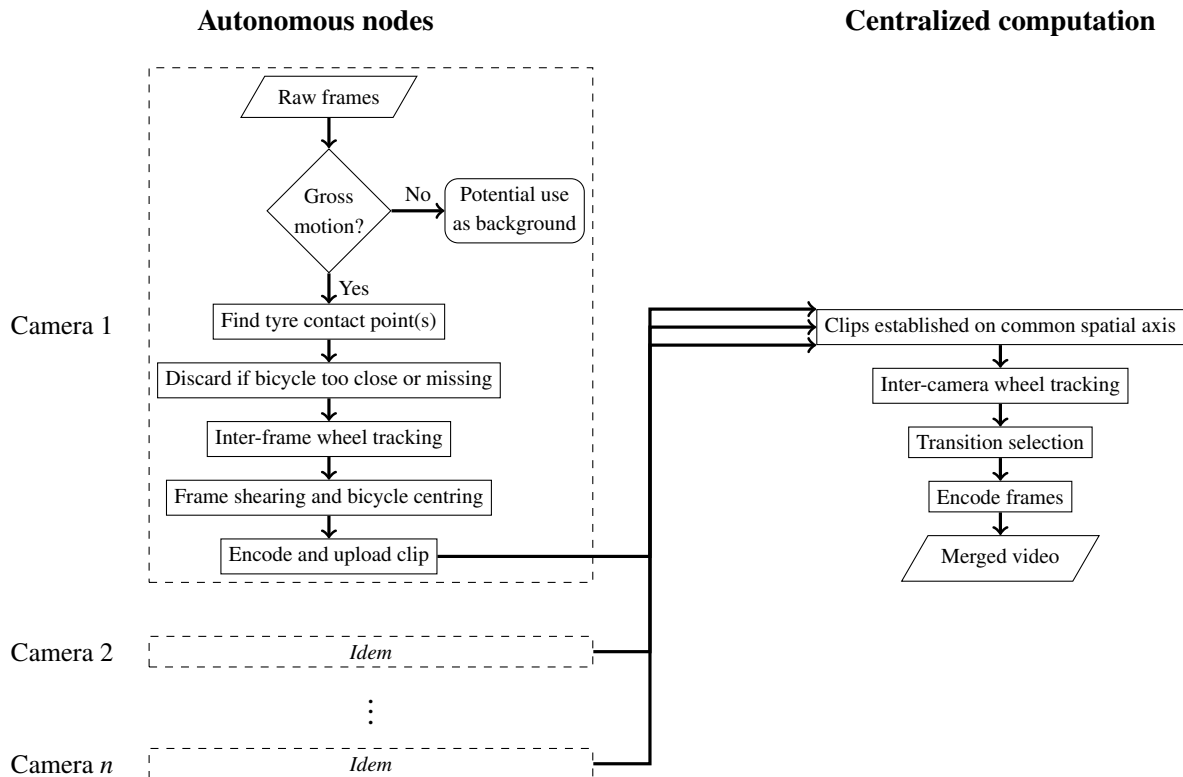 Autonomous nodes
Centralized computation
Raw frames
Gross
motion?
No
Potential use
as background
Yes
Camera 1
Find tyre contact point(s)
Discard if bicycle too close or missing
Inter-frame wheel tracking
Frame shearing and bicycle centring
Encode and upload clip
Clips established on common spatial axis
Inter-camera wheel tracking
Transition selection
Encode frames
Merged video
Camera 2
Idem
⋮
Camera n
Idem